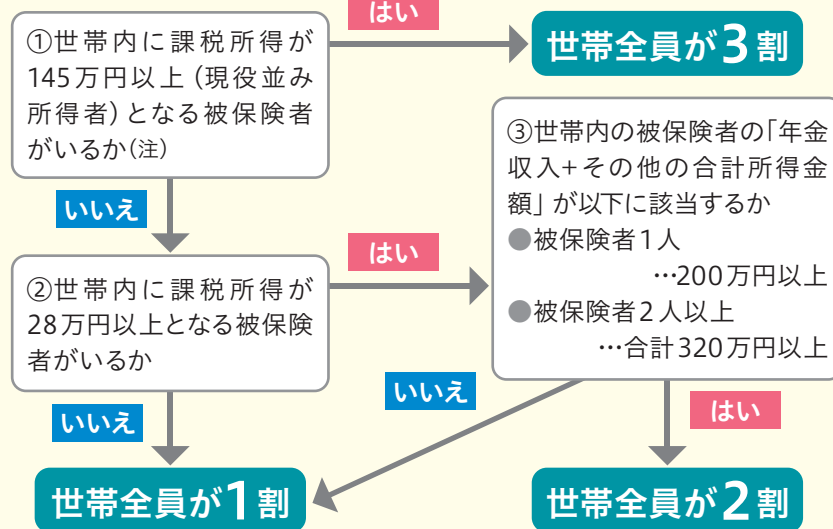 ①世帯内に課税所得が
145万円以上（現役並み
所得者）となる被保険者
がいるか(注)
はい
世帯全員が3割
いいえ
②世帯内に課税所得が
28万円以上となる被保険
者がいるか
はい
③世帯内の被保険者の「年金
収入+その他の合計所得金
額」が以下に該当するか
●被保険者1人
…200万円以上
●被保険者2人以上
…合計320万円以上
いいえ
いいえ
はい
世帯全員が1割
世帯全員が2割